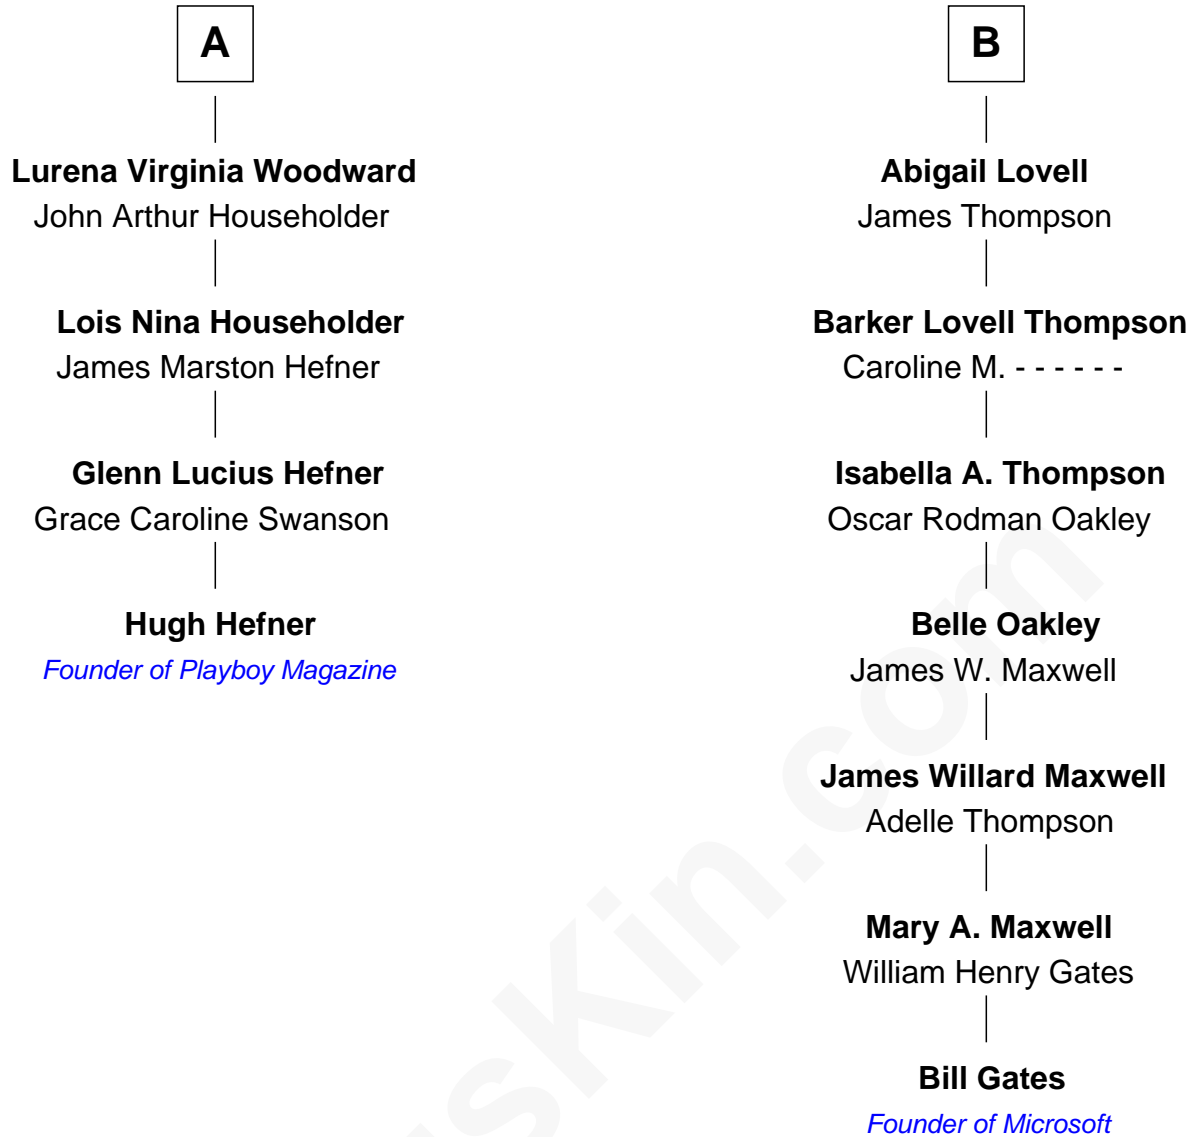 A
Lurena Virginia Woodward
John Arthur Householder
Lois Nina Householder
James Marston Hefner
Glenn Lucius Hefner
Grace Caroline Swanson
Hugh Hefner
Founder of Playboy Magazine
B
Abigail Lovell
James Thompson
Barker Lovell Thompson
Caroline M. - - - - - -
Isabella A. Thompson
Oscar Rodman Oakley
Belle Oakley
James W. Maxwell
James Willard Maxwell
Adelle Thompson
Mary A. Maxwell
William Henry Gates
Bill Gates
Founder of Microsoft
usKin.com